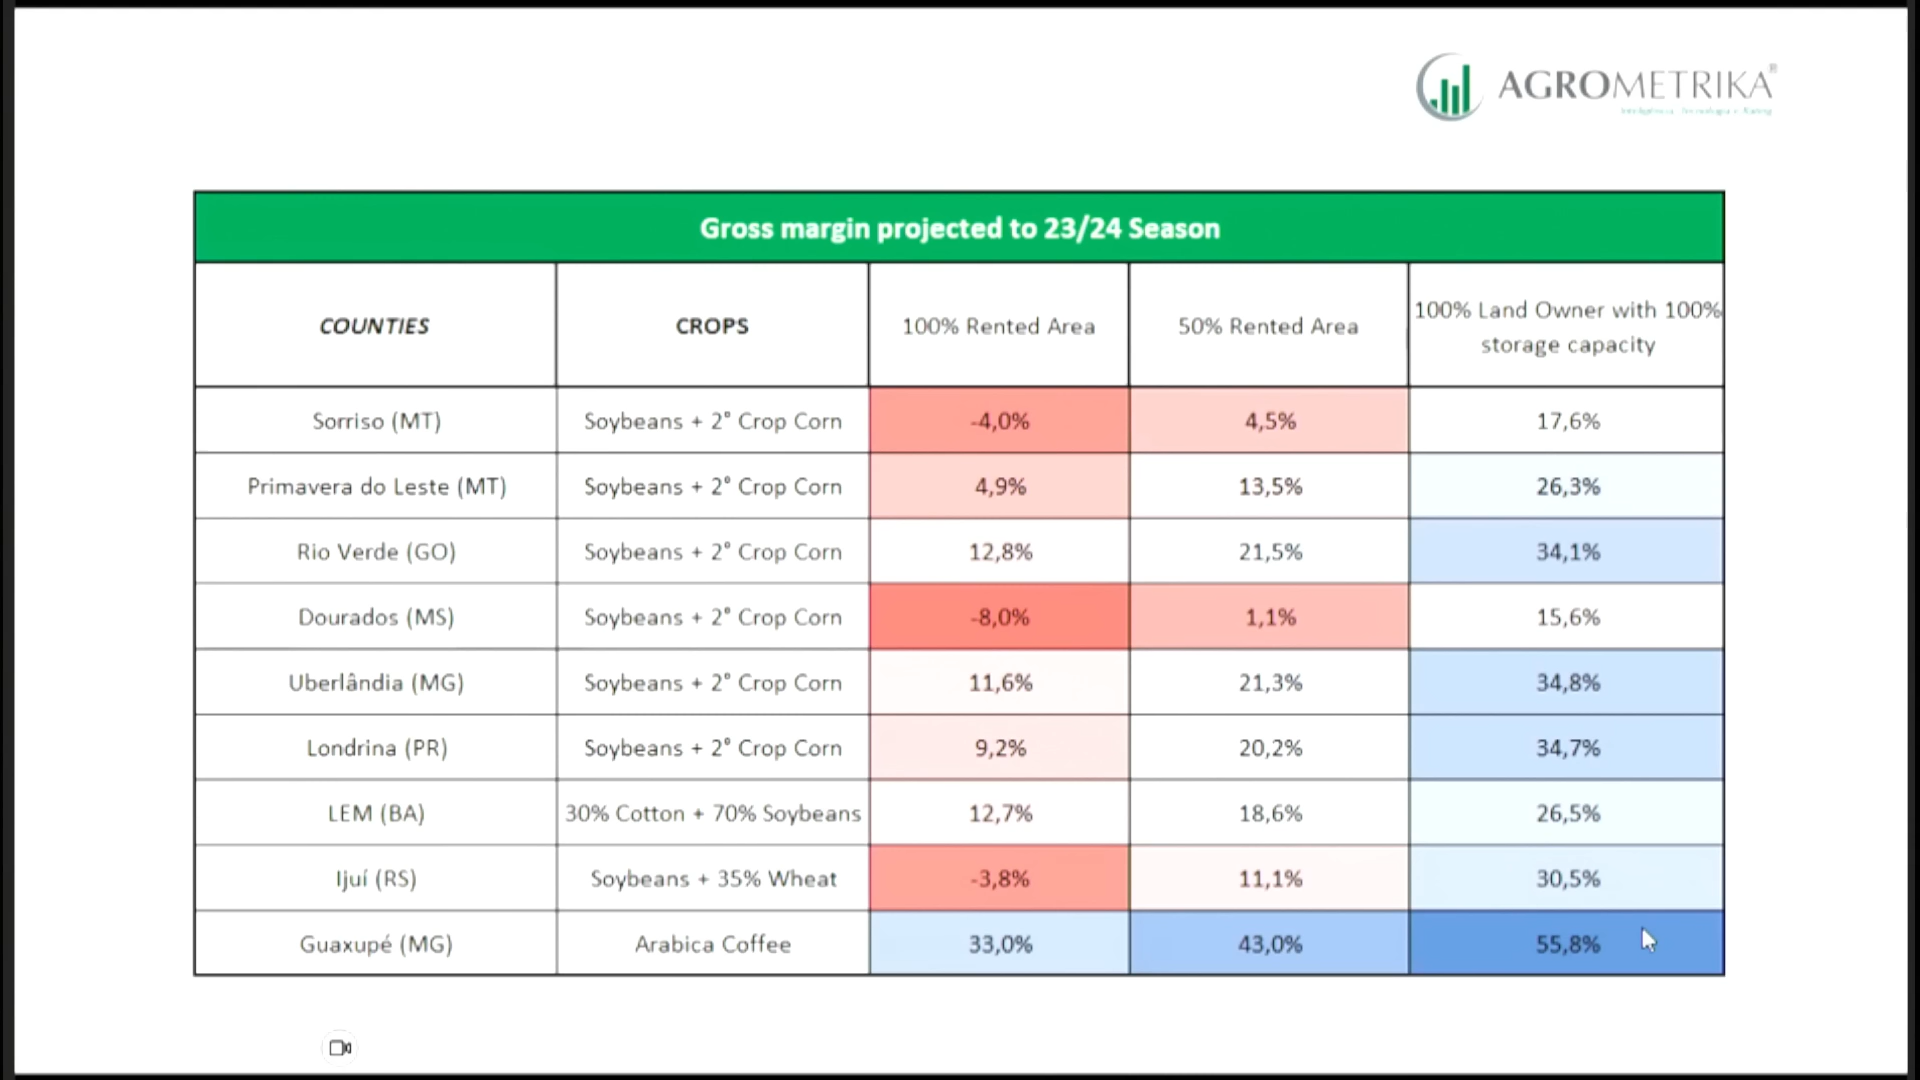 AGROMETRIKA®
Gross margin projected to 23/24 Season
COUNTIES CROPS 100% Rented Area 50% Rented Area 100% Land Owner with 100%
storage capacity
Sorriso (MT) Soybeans + 2° Crop Corn -4,0% 4,5% 17,6%
Primavera do Leste (MT) Soybeans + 2° Crop Corn 4,9% 13,5% 26,3%
Rio Verde (GO) Soybeans + 2° Crop Corn 12,8% 21,5% 34,1%
Dourados (MS) Soybeans + 2° Crop Corn -8,0% 1,1% 15,6%
Uberlândia (MG) Soybeans + 2° Crop Corn 11,6% 21,3% 34,8%
Londrina (PR) Soybeans + 2° Crop Corn 9,2% 20,2% 34,7%
LEM (BA) 30% Cotton + 70% Soybeans 12,7% 18,6% 26,5%
Ijuí (RS) Soybeans + 35% Wheat -3,8% 11,1% 30,5%
Guaxupé (MG) Arabica Coffee 33,0% 43,0% 55,8%